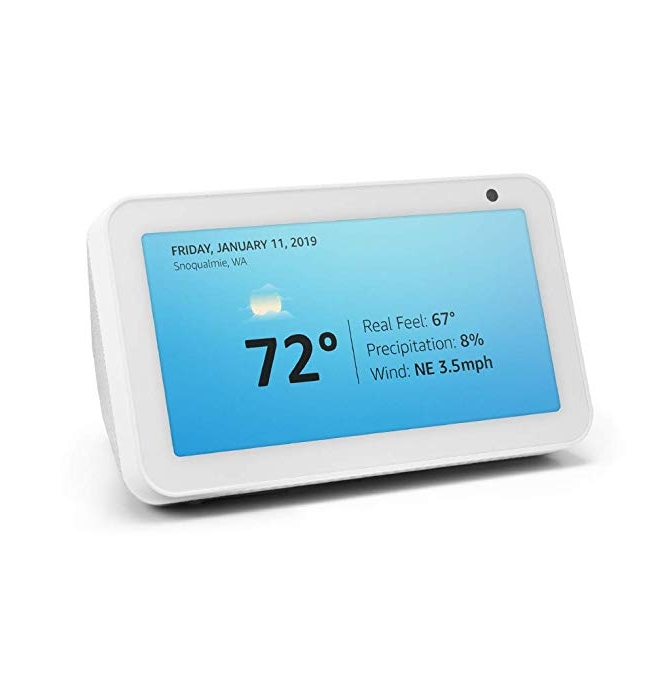 FRIDAY, JANUARY 11, 2019
Snoqualmie, WA
72°
Real Feel: 67°
Precipitation: 8%
Wind: NE 3.5mph